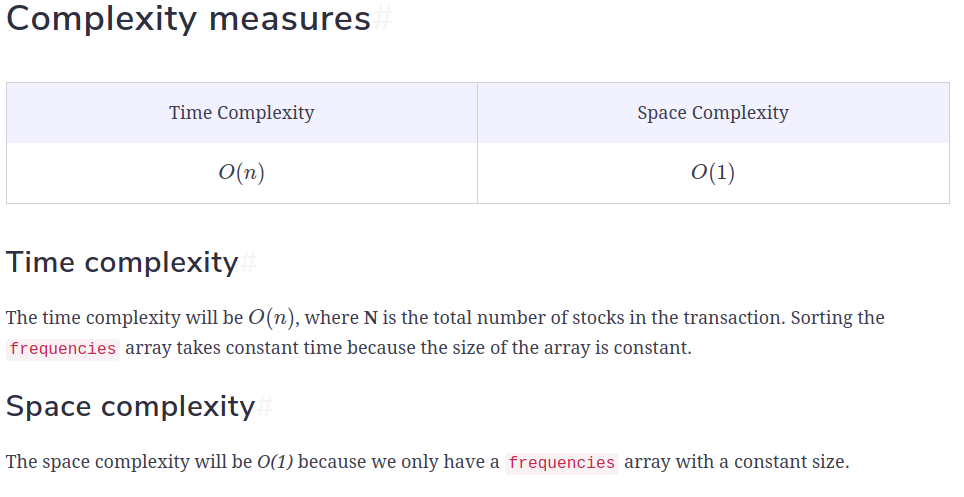 Complexity measures#
Time Complexity
Space Complexity
O(n)
O(1)
Time complexity#
The time complexity will be O(n), where N is the total number of stocks in the transaction. Sorting the
frequencies array takes constant time because the size of the array is constant.
Space complexity#
The space complexity will be O(1) because we only have a frequencies array with a constant size.